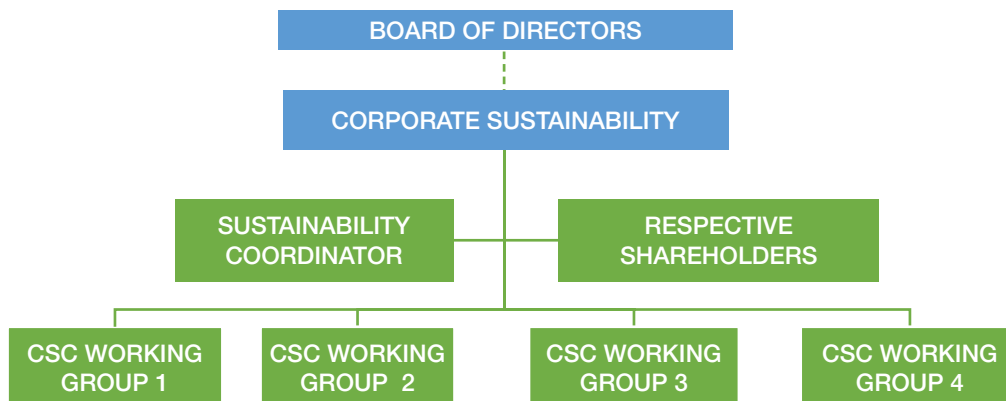 BOARD OF DIRECTORS
CORPORATE SUSTAINABILITY
SUSTAINABILITY
COORDINATOR
RESPECTIVE
SHAREHOLDERS
CSC WORKING
GROUP 1
CSC WORKING
GROUP 2
CSC WORKING
GROUP 3
CSC WORKING
GROUP 4